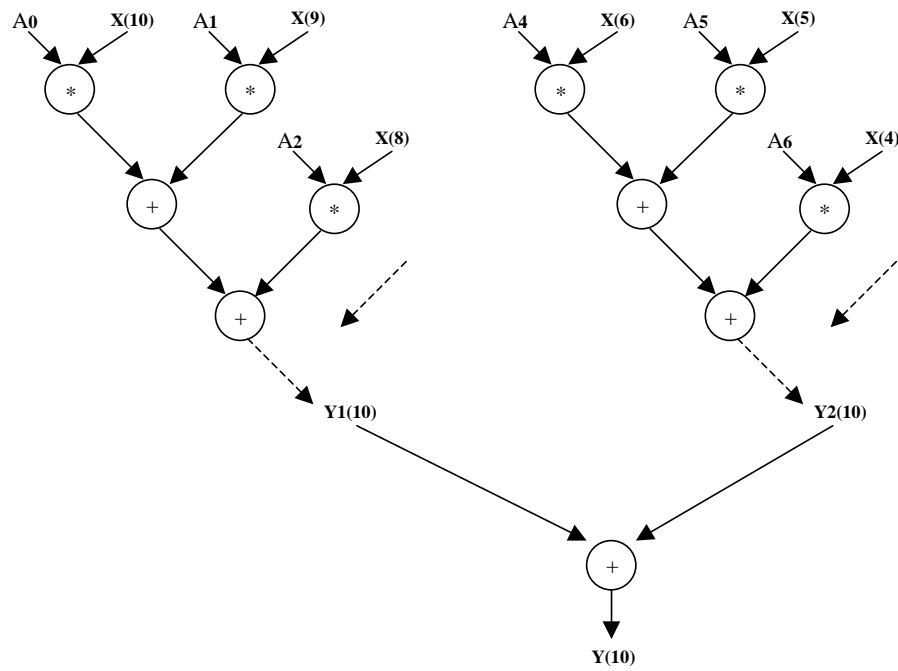 A0 X(10) A1 X(9) A4 X(6) A5 X(5)
* * * *
A2 X(8) A6 X(4)
+ * + *
+ +
Y1(10) Y2(10)
+
Y(10)